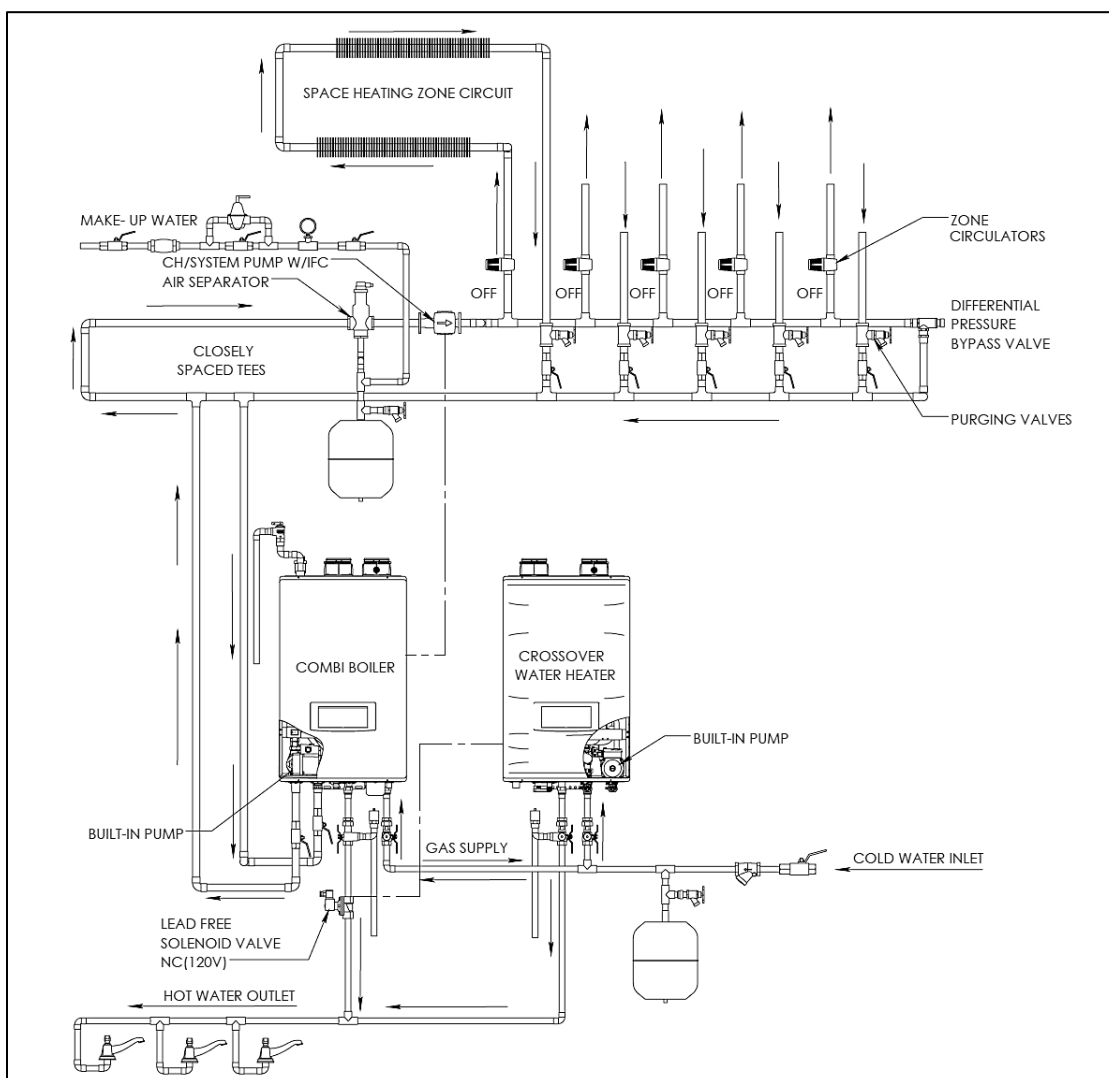 SPACE HEATING ZONE CIRCUIT
MAKE- UP WATER
CH/SYSTEM PUMP W/IFC
AIR SEPARATOR
ZONE
CIRCULATORS
OFF
OFF
OFF
OFF
OFF
DIFFERENTIAL
PRESSURE
BYPASS VALVE
CLOSELY
SPACED TEES
PURGING VALVES
COMBI BOILER
CROSSOVER
WATER HEATER
BUILT-IN PUMP
BUILT-IN PUMP
GAS SUPPLY
COLD WATER INLET
LEAD FREE
SOLENOID VALVE
NC(120V)
HOT WATER OUTLET